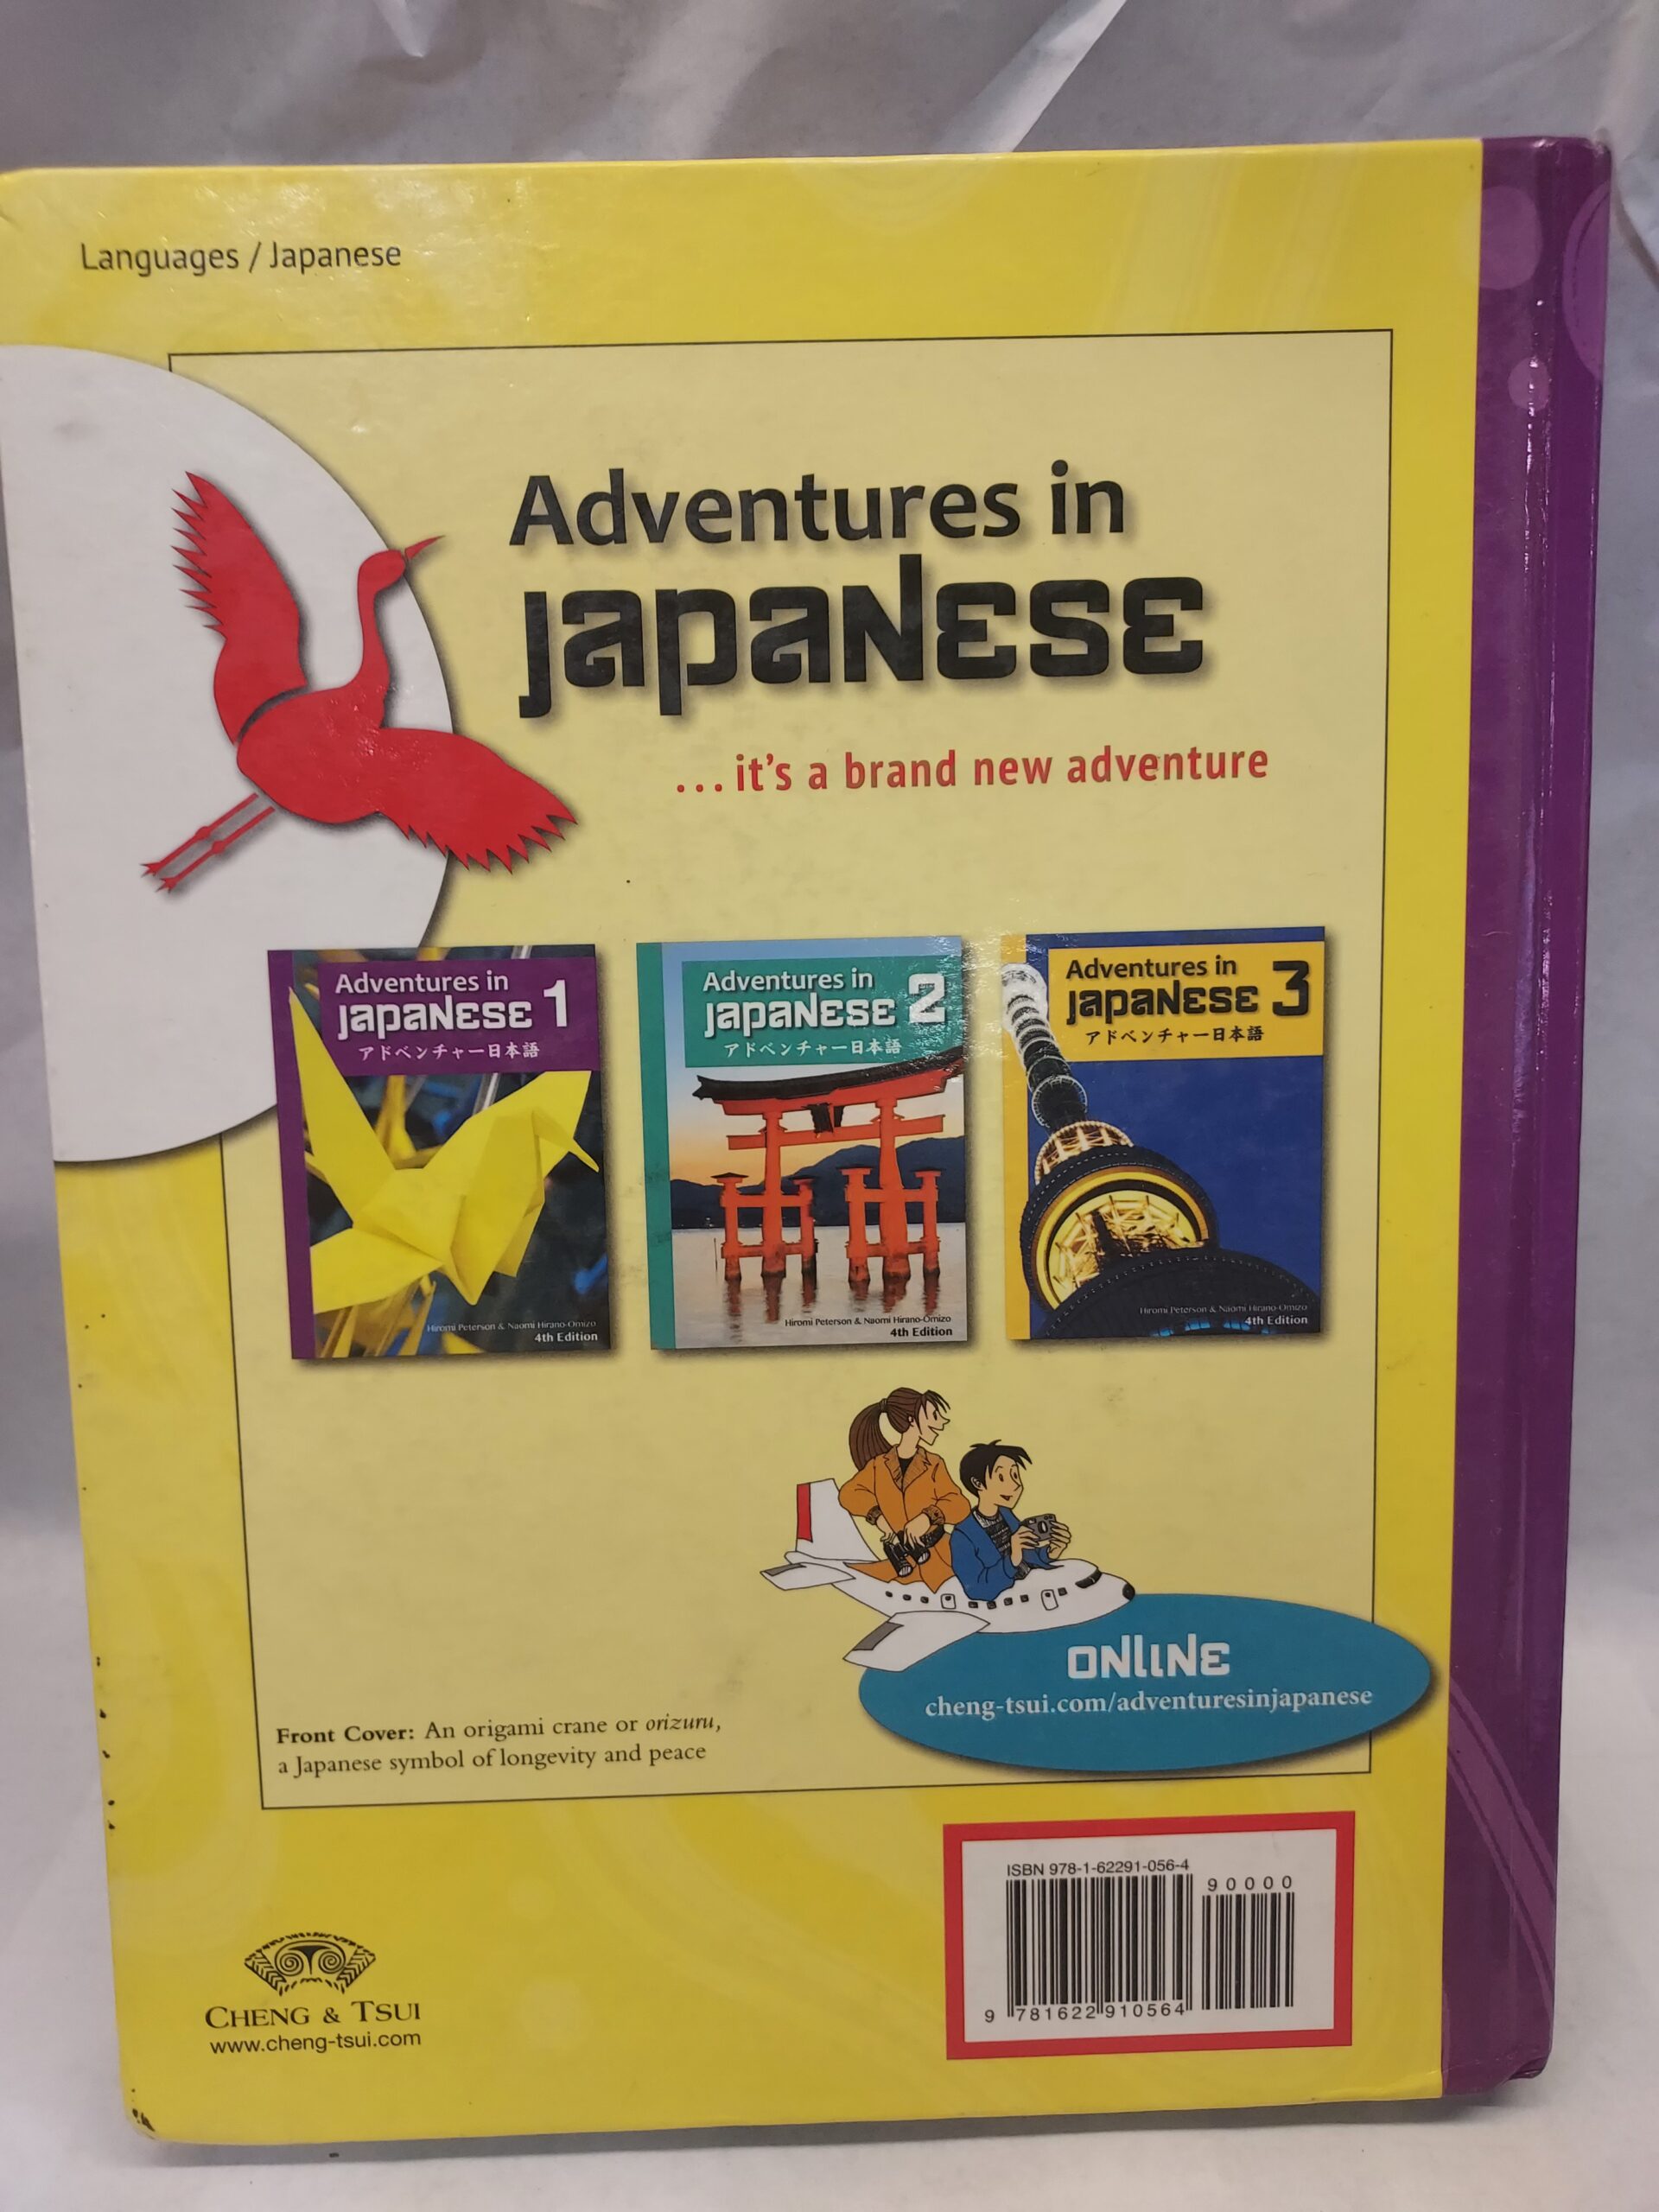 Languages / Japanese
Adventures in
Japanese
...it's a brand new adventure
Adventures in
Japanese 1
アドベンチャー日本語
Hiromi Peterson & Naomi Hirano-Omizo
4th Edition
Adventures in
Japanese 2
アドベンチャー日本語
Hiromi Peterson & Naomi Hirano-Omizo
4th Edition
Adventures in
Japanese 3
アドベンチャー日本語
Hiromi Peterson & Naomi Hirano-Omizo
4th Edition
ONLINE
cheng-tsui.com/adventuresinjapanese
Front Cover: An origami crane or orizuru,
a Japanese symbol of longevity and peace
CHENG & TSUI
www.cheng-tsui.com
ISBN 978-1-62291-056-4
90000
9 781622 910564